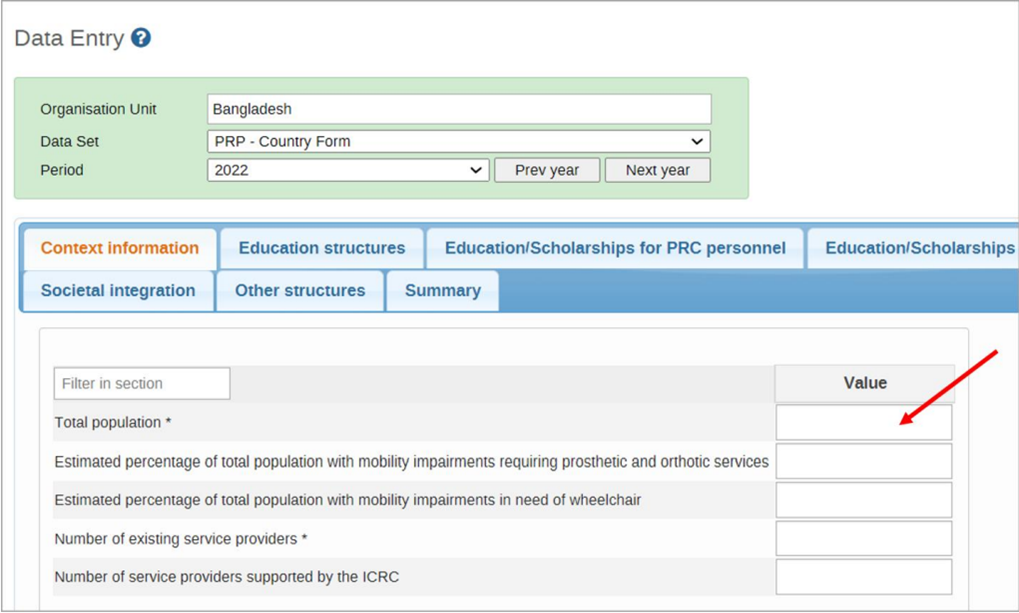 Data Entry ?
Organisation Unit Bangladesh
Data Set PRP - Country Form
Period 2022 Prev year Next year
Context information Education structures Education/Scholarships for PRC personnel Education/Scholarships
Societal integration Other structures Summary
Filter in section Value
Total population *
Estimated percentage of total population with mobility impairments requiring prosthetic and orthotic services
Estimated percentage of total population with mobility impairments in need of wheelchair
Number of existing service providers *
Number of service providers supported by the ICRC